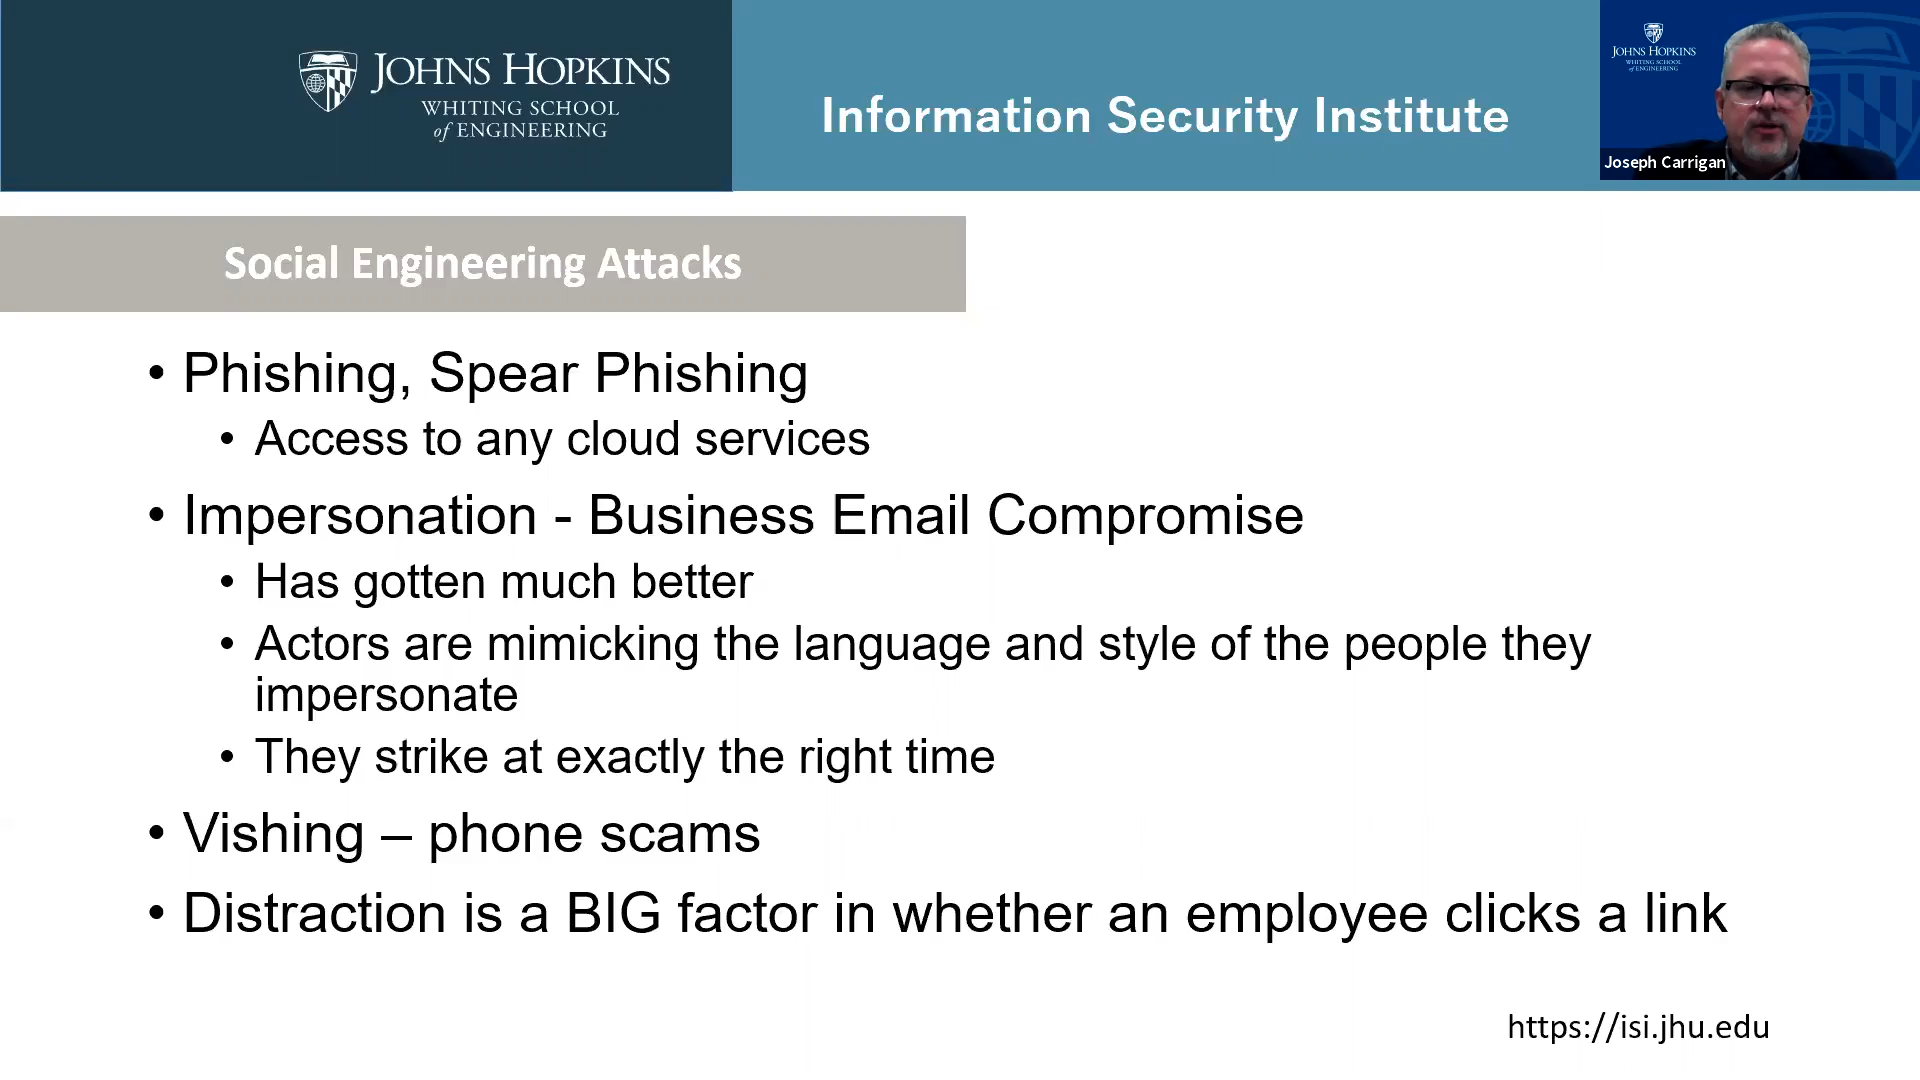 JOHNS HOPKINS
WHITING SCHOOL
of ENGINEERING
Information Security Institute
JOHNS HOPKINS
WHITING SCHOOL
of ENGINEERING
Joseph Carrigan
Social Engineering Attacks
• Phishing, Spear Phishing
• Access to any cloud services
• Impersonation - Business Email Compromise
• Has gotten much better
• Actors are mimicking the language and style of the people they
impersonate
• They strike at exactly the right time
• Vishing – phone scams
• Distraction is a BIG factor in whether an employee clicks a link
https://isi.jhu.edu